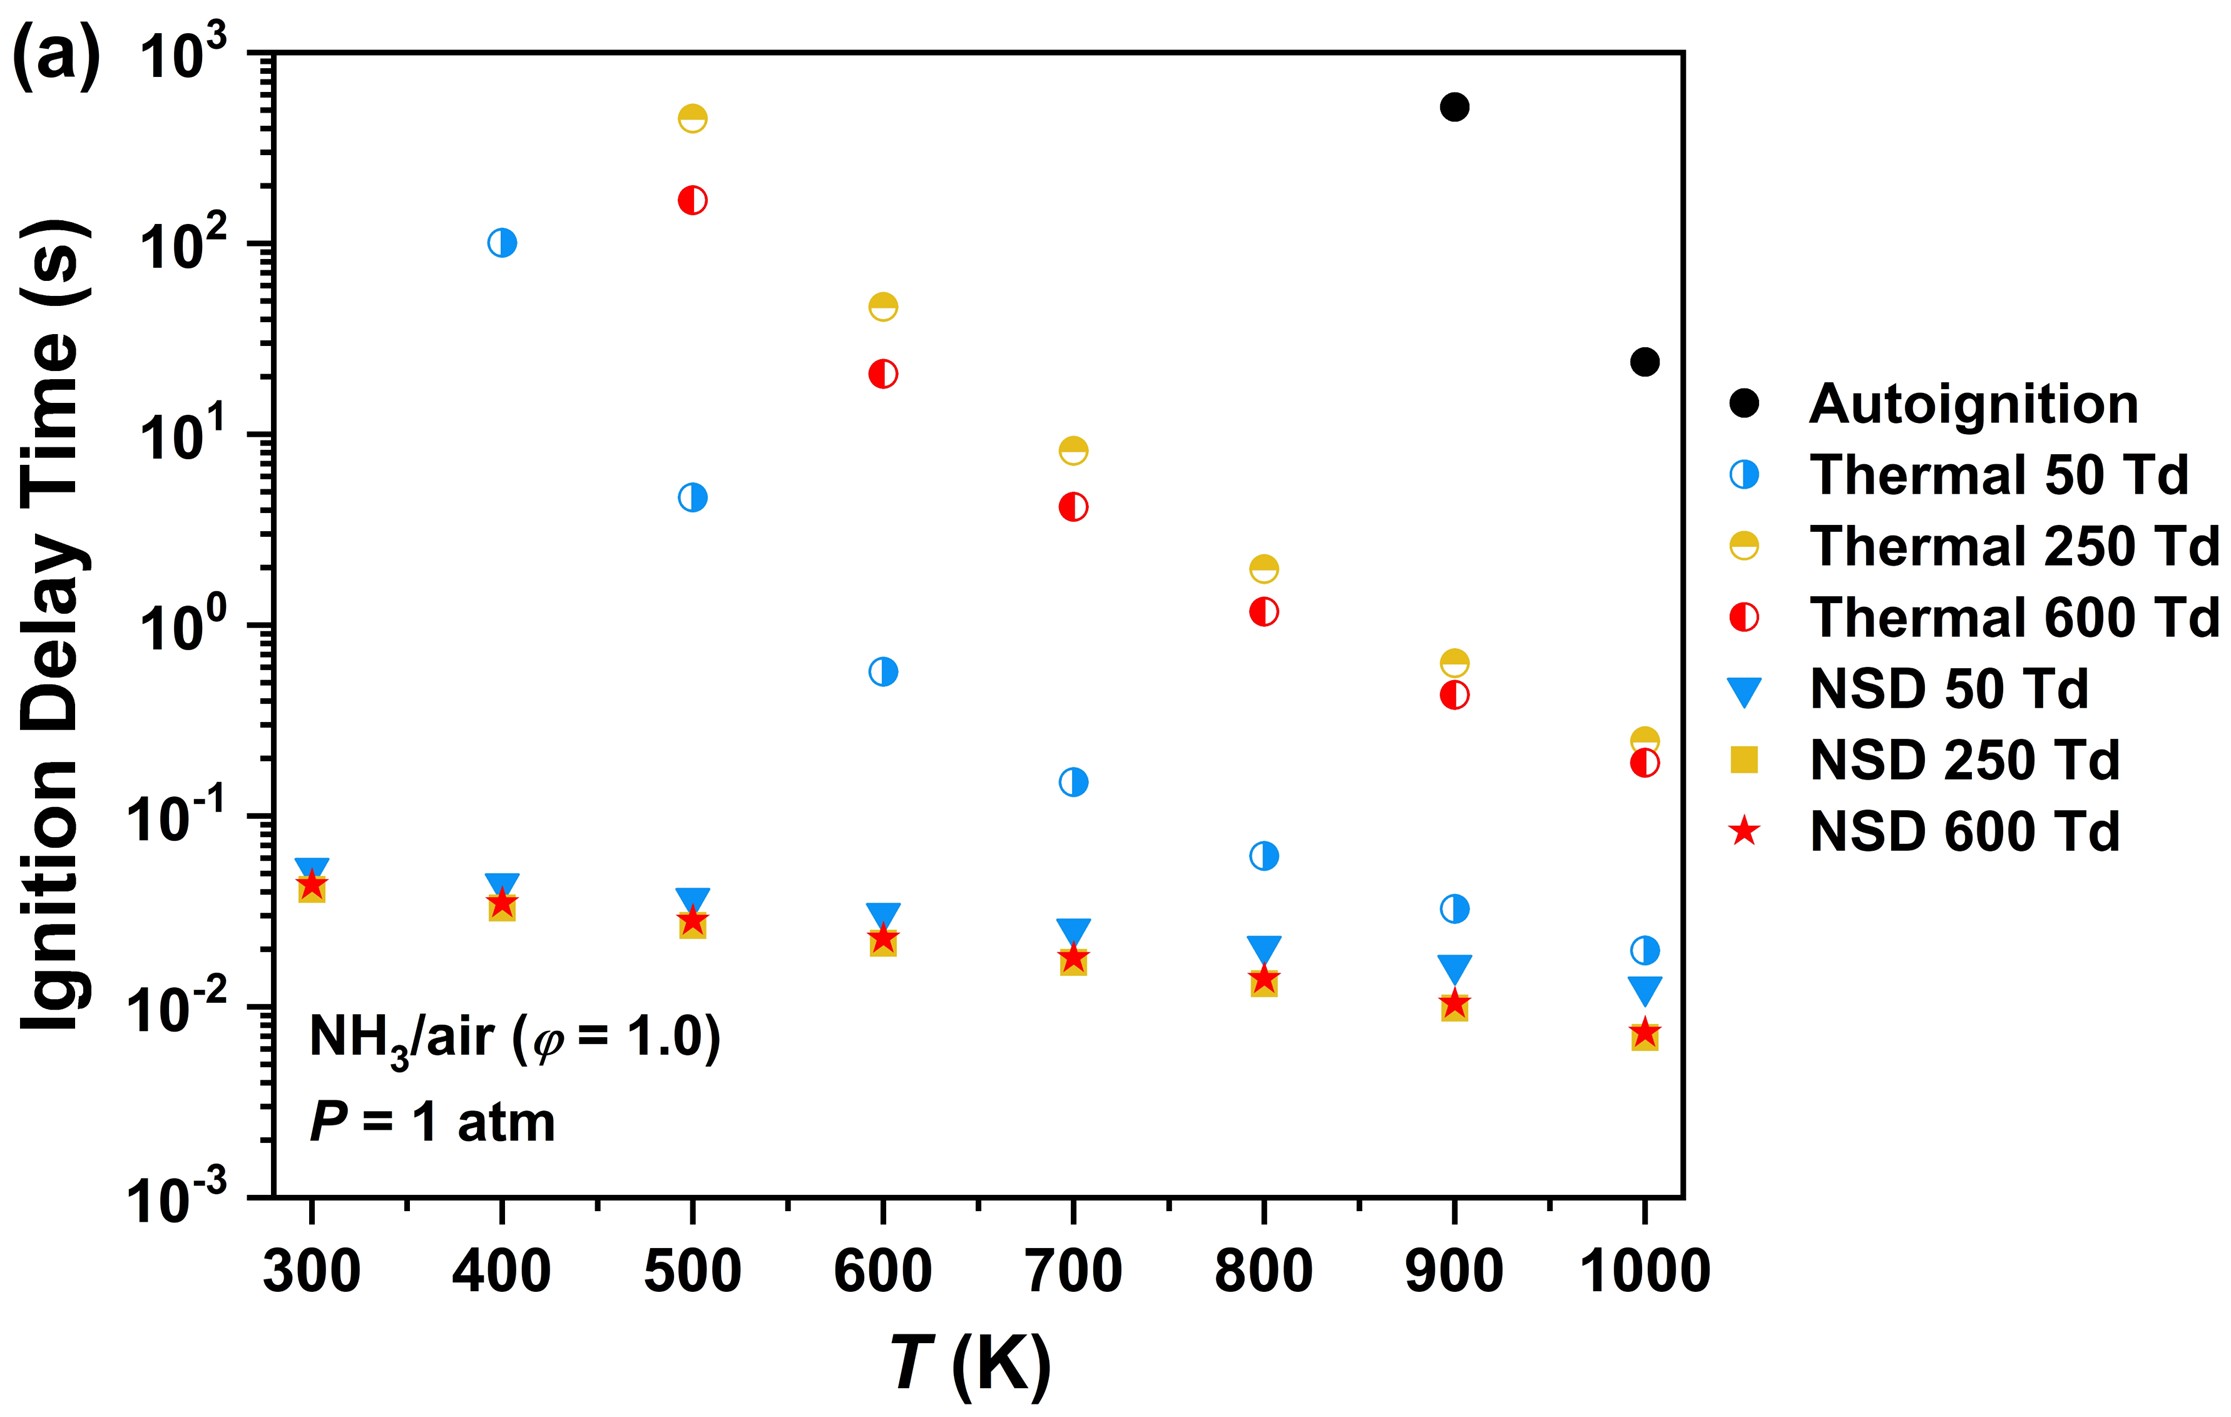 (a)
Ignition Delay Time (s)
10³
10²
10¹
10⁰
10⁻¹
10⁻²
10⁻³
NH₃/air (φ = 1.0)
P = 1 atm
300 400 500 600 700 800 900 1000
T (K)
Autoignition
Thermal 50 Td
Thermal 250 Td
Thermal 600 Td
NSD 50 Td
NSD 250 Td
NSD 600 Td